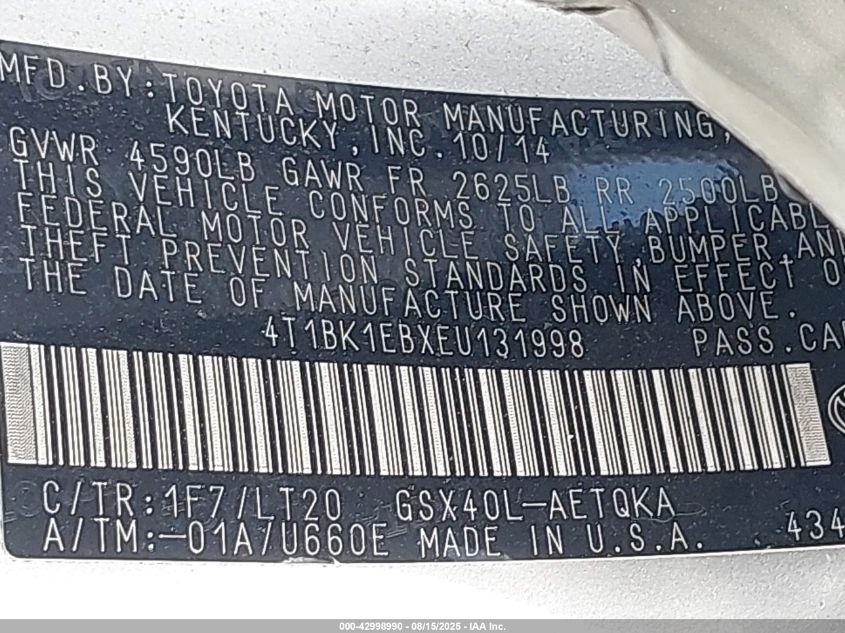 MFD.BY:TOYOTA MOTOR MANUFACTURING,
KENTUCKY,INC.10/14
GVWR 4590LB GAWR FR 2625LB RR 2500LB
THIS VEHICLE CONFORMS TO ALL APPLICABL
FEDERAL MOTOR VEHICLE SAFETY,BUMPER,AND
THEFT PREVENTION STANDARDS IN EFFECT O
THE DATE OF MANUFACTURE SHOWN ABOVE.
4T1BK1EBXEU131998 PASS.CA
C/TR:1F7/LT20 GSX40L-AETQKA
A/TM:-01A/U660E MADE IN U.S.A. 434
000-42998990 - 08/15/2025 - IAA Inc.